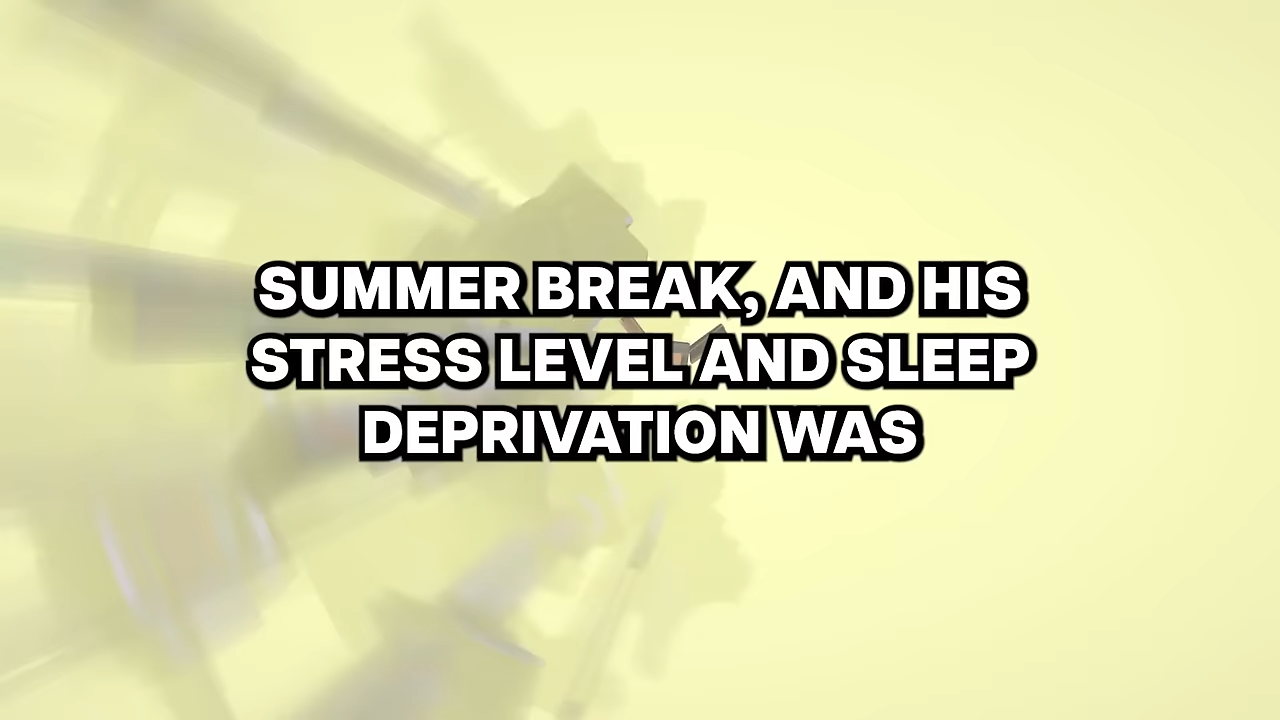 SUMMER BREAK, AND HIS
STRESS LEVEL AND SLEEP
DEPRIVATION WAS